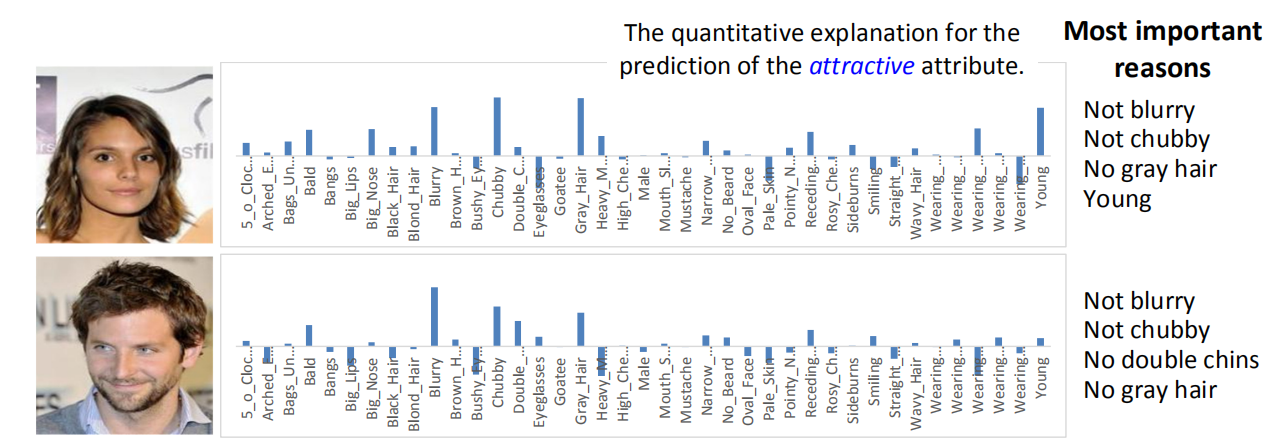 The quantitative explanation for the
prediction of the attractive attribute.
Most important
reasons
Not blurry
Not chubby
No gray hair
Young
5_o_Cloc...
Arched_E...
Bags_Un...
Bald
Bangs
Big_Lips
Big_Nose
Black_Hair
Blond_Hair
Blurry
Brown_H...
Bushy_Ey...
Chubby
Double_C...
Eyeglasses
Goatee
Gray_Hair
Heavy_M...
High_Che...
Male
Mouth_Sl...
Mustache
Narrow_...
No_Beard
Oval_Face
Pale_Skin
Pointy_N...
Receding...
Rosy_Che...
Sideburns
Smiling
Straight_...
Wavy_Hair
Wearing_...
Wearing_...
Wearing_...
Wearing_...
Wearing_...
Young
Not blurry
Not chubby
No double chins
No gray hair
5_o_Cloc...
Arched_E...
Bags_Un...
Bald
Bangs
Big_Lips
Big_Nose
Black_Hair
Blond_Hair
Blurry
Brown_H...
Bushy_Ey...
Chubby
Double_...
Eyeglasses
Goatee
Gray_Hair
Heavy_M...
High_Che...
Male
Mouth_S...
Mustache
Narrow_...
No_Beard
Oval_Face
Pale_Skin
Pointy_N...
Receding...
Rosy_Ch...
Sideburns
Smiling
Straight_...
Wavy_Hair
Wearing_...
Wearing_...
Wearing_...
Wearing_...
Wearing_...
Young